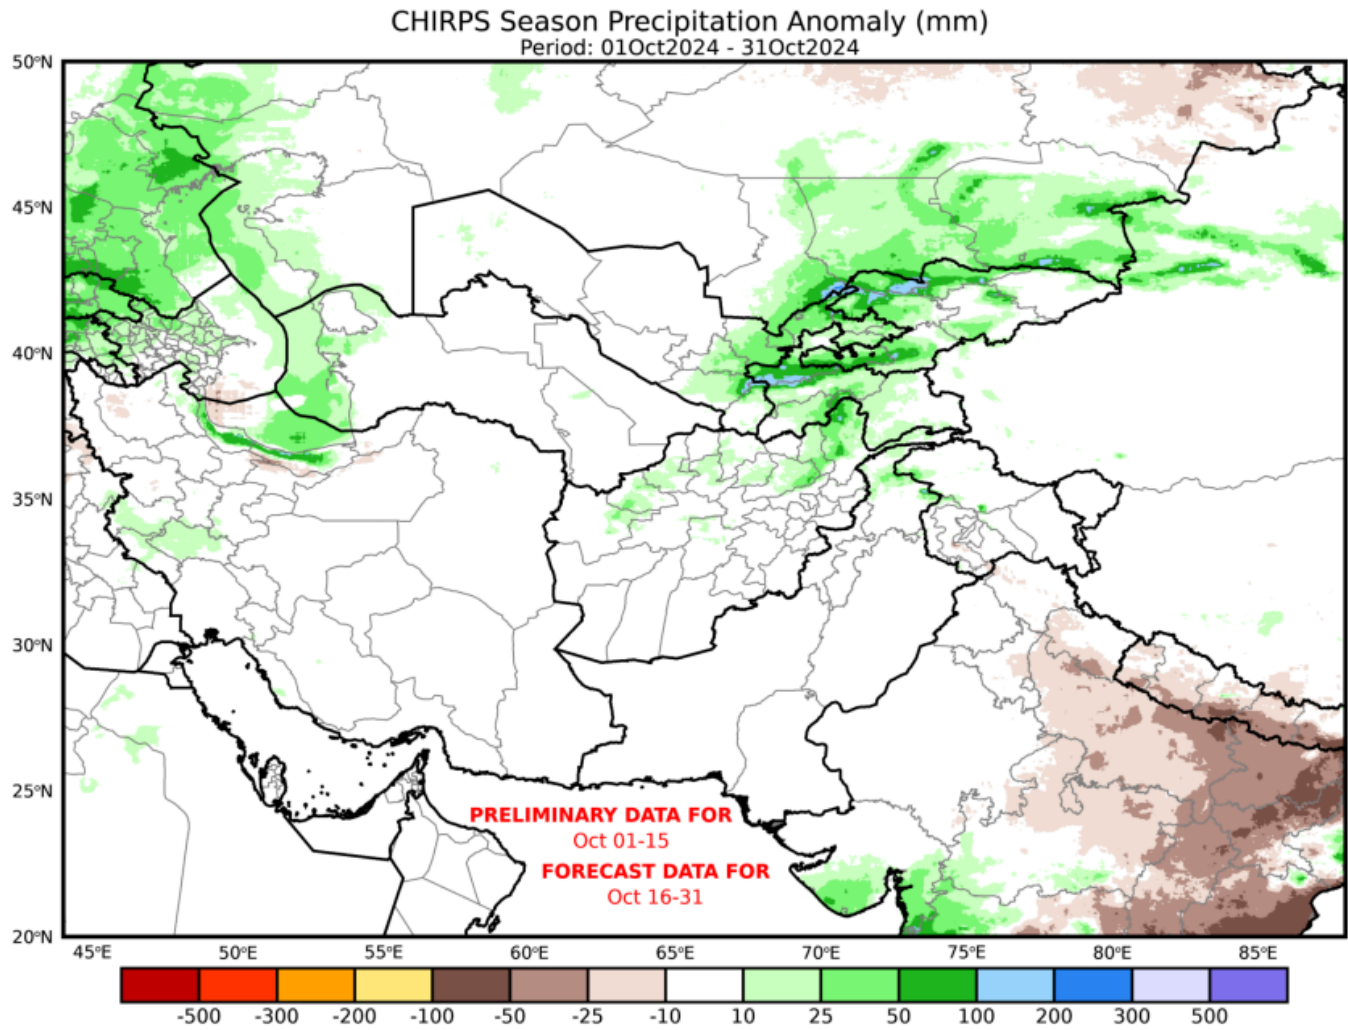 CHIRPS Season Precipitation Anomaly (mm)
Period: 01Oct2024 - 31Oct2024
50°N
45°N
40°N
35°N
30°N
25°N
20°N
PRELIMINARY DATA FOR
Oct 01-15
FORECAST DATA FOR
Oct 16-31
45°E 50°E 55°E 60°E 65°E 70°E 75°E 80°E 85°E
-500 -300 -200 -100 -50 -25 -10 10 25 50 100 200 300 500